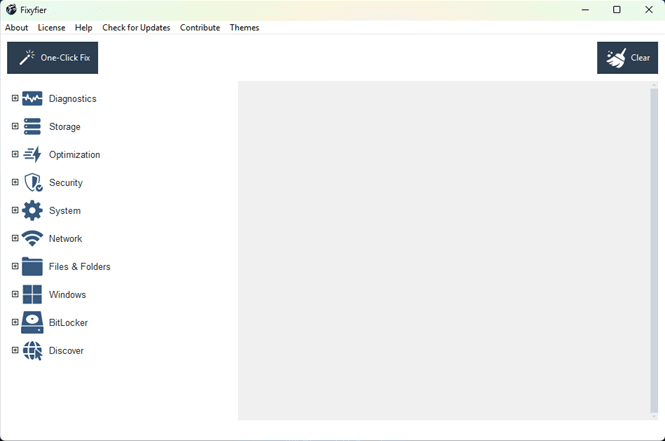 Fixyfier
About License Help Check for Updates Contribute Themes
One-Click Fix
Clear
Diagnostics
Storage
Optimization
Security
System
Network
Files & Folders
Windows
BitLocker
Discover